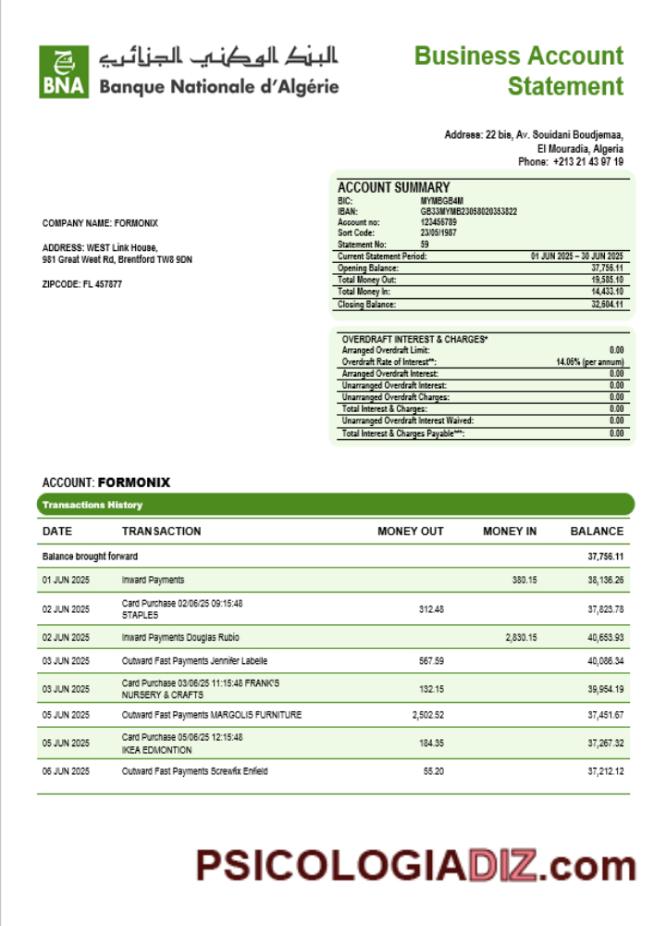 البنك الوطني الجزائري
BNA Banque Nationale d'Algérie
Business Account
Statement
Address: 22 bis, Av. Souidani Boudjemaa,
El Mouradia, Algeria
Phone: +213 21 43 97 19
COMPANY NAME: FORMONIX
ADDRESS: WEST Link House,
981 Great West Rd, Brentford TW8 9DN
ZIPCODE: FL 457877
ACCOUNT SUMMARY
BIC: MYMBGB4M
IBAN: GB33MYMB23058020353822
Account no: 123456789
Sort Code: 23/05/1987
Statement No: 59
Current Statement Period: 01 JUN 2025 – 30 JUN 2025
Opening Balance: 37,756.11
Total Money Out: 19,585.10
Total Money In: 14,433.10
Closing Balance: 32,604.11
OVERDRAFT INTEREST & CHARGES*
Arranged Overdraft Limit: 0.00
Overdraft Rate of Interest**: 14.06% (per annum)
Arranged Overdraft Interest: 0.00
Unarranged Overdraft Interest: 0.00
Unarranged Overdraft Charges: 0.00
Total Interest & Charges: 0.00
Unarranged Overdraft Interest Waived: 0.00
Total Interest & Charges Payable***: 0.00
ACCOUNT: FORMONIX
Transactions History
DATE TRANSACTION MONEY OUT MONEY IN BALANCE
Balance brought forward 37,756.11
01 JUN 2025 Inward Payments 380.15 38,136.26
02 JUN 2025 Card Purchase 02/06/25 09:15:48
STAPLES 312.48 37,823.78
02 JUN 2025 Inward Payments Douglas Rubio 2,830.15 40,653.93
03 JUN 2025 Outward Fast Payments Jennifer Labelle 567.59 40,086.34
03 JUN 2025 Card Purchase 03/06/25 11:15:48 FRANK'S
NURSERY & CRAFTS 132.15 39,954.19
05 JUN 2025 Outward Fast Payments MARGOLIS FURNITURE 2,502.52 37,451.67
05 JUN 2025 Card Purchase 05/06/25 12:15:48
IKEA EDMONTION 184.35 37,267.32
06 JUN 2025 Outward Fast Payments Screwfix Enfield 55.20 37,212.12
PSICOLOGIADIZ.com